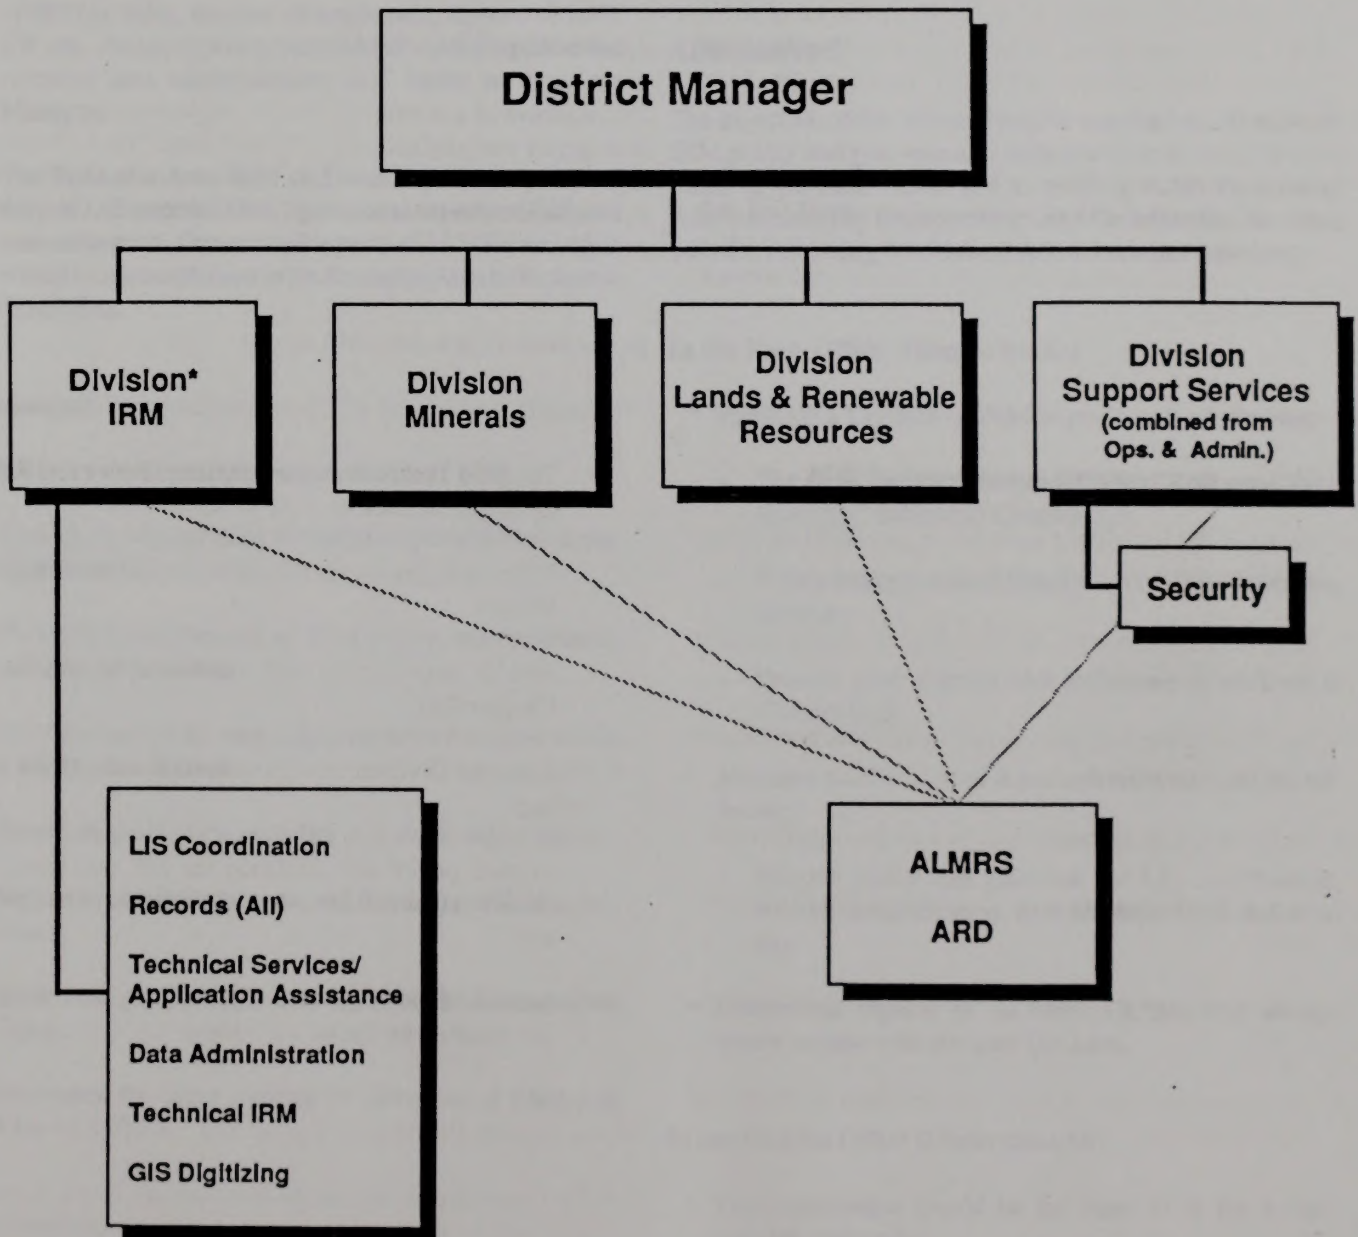 District Manager
Division*
IRM
Division
Minerals
Division
Lands & Renewable
Resources
Division
Support Services
(combined from
Ops. & Admin.)
Security
LIS Coordination
Records (All)
Technical Services/
Application Assistance
Data Administration
Technical IRM
GIS Digitizing
ALMRS
ARD